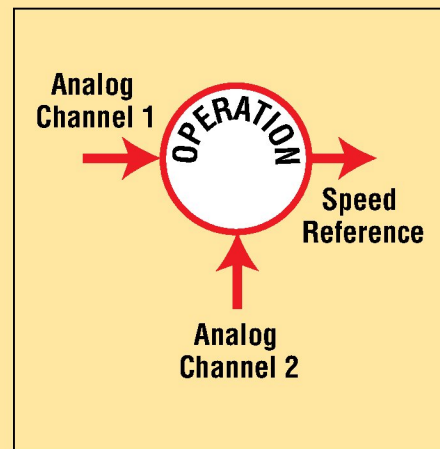 Analog
Channel 1
OPERATION
Speed
Reference
Analog
Channel 2